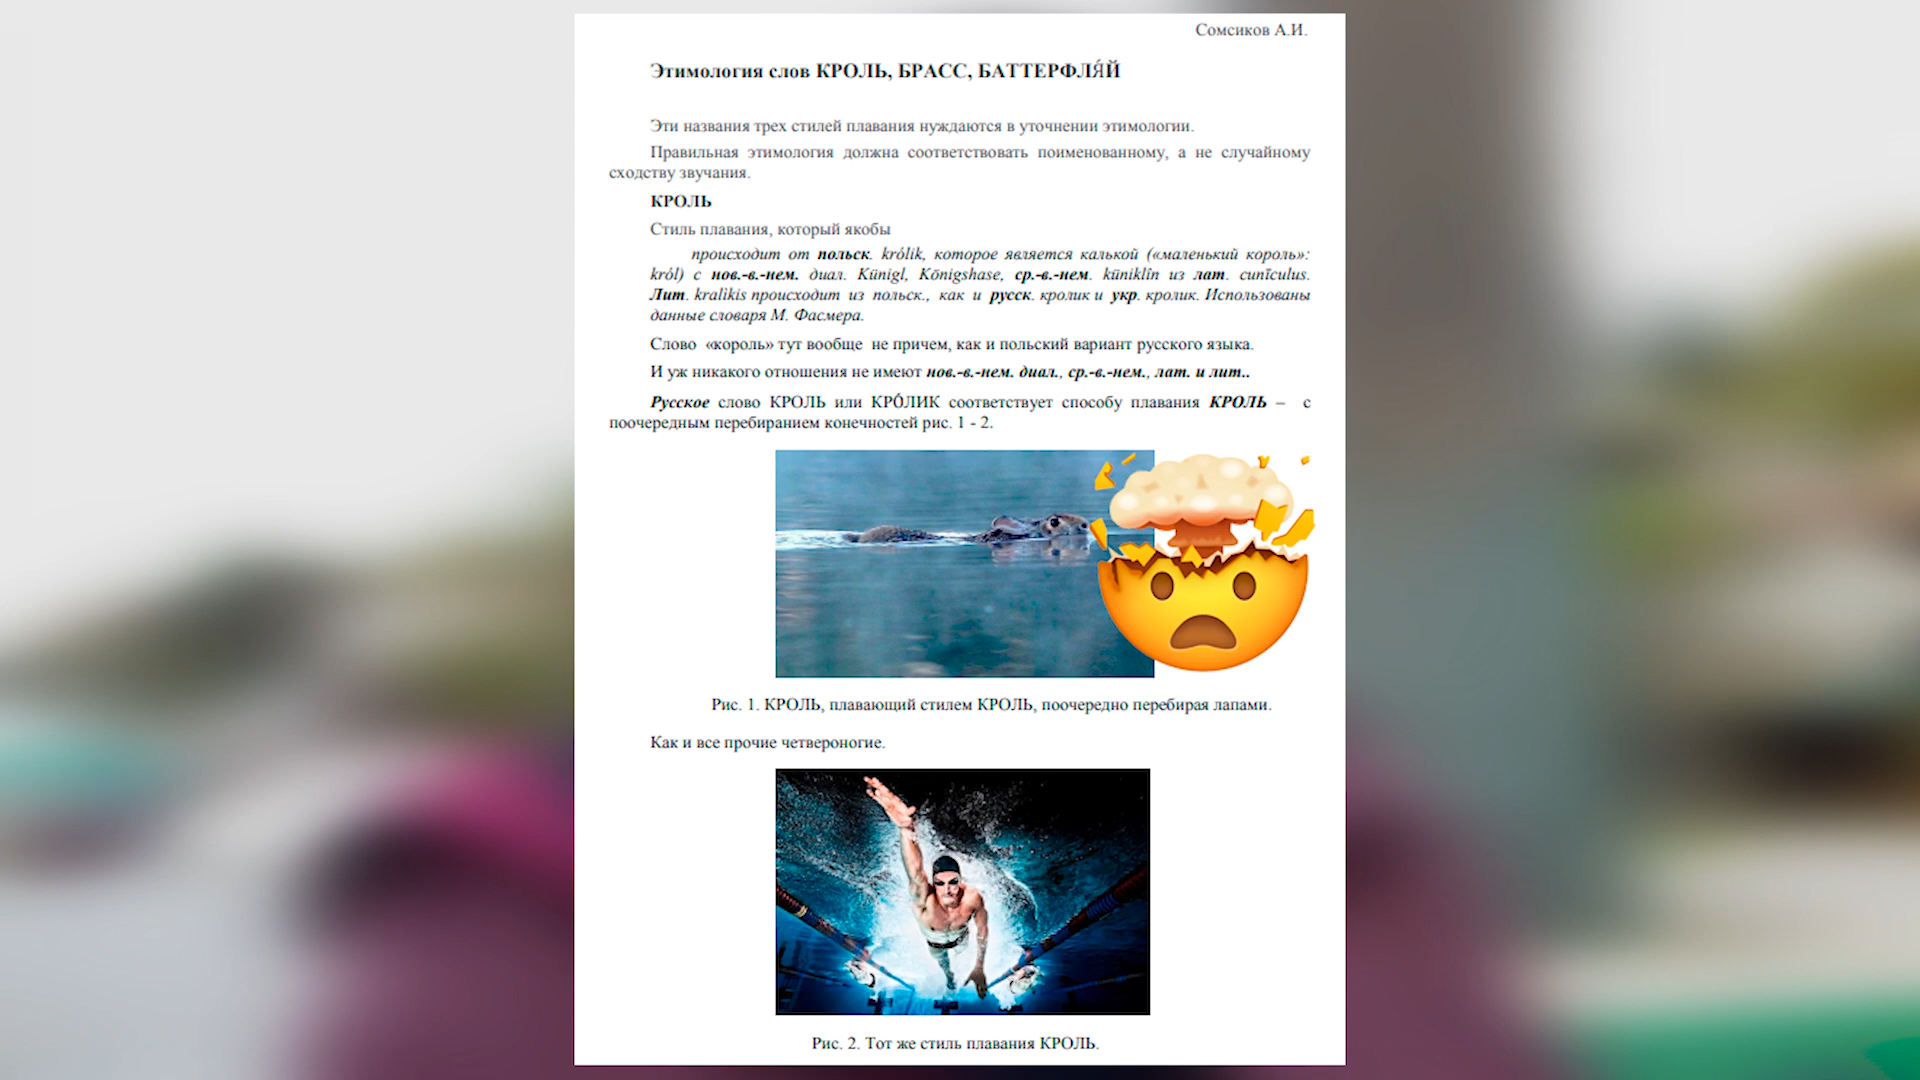 Сомсиков А.И.
Этимология слов КРОЛЬ, БРАСС, БАТТЕРФЛЯ́Й
Эти названия трех стилей плавания нуждаются в уточнении этимологии.
Правильная этимология должна соответствовать поименованному, а не случайному
сходству звучания.
КРОЛЬ
Стиль плавания, который якобы
происходит от польск. królik, которое является калькой («маленький король»:
król) с нов.-в.-нем. диал. Künigl, Königshase, ср.-в.-нем. küniklîn из лат. cunīculus.
Лит. kralìkis происходит из польск., как и русск. кролик и укр. кролик. Использованы
данные словаря М. Фасмера.
Слово «король» тут вообще не причем, как и польский вариант русского языка.
И уж никакого отношения не имеют нов.-в.-нем. диал., ср.-в.-нем., лат. и лит..
Русское слово КРОЛЬ или КРО́ЛИК соответствует способу плавания КРОЛЬ – с
поочередным перебиранием конечностей рис. 1 - 2.
Рис. 1. КРОЛЬ, плавающий стилем КРОЛЬ, поочередно перебирая лапами.
Как и все прочие четвероногие.
Рис. 2. Тот же стиль плавания КРОЛЬ.